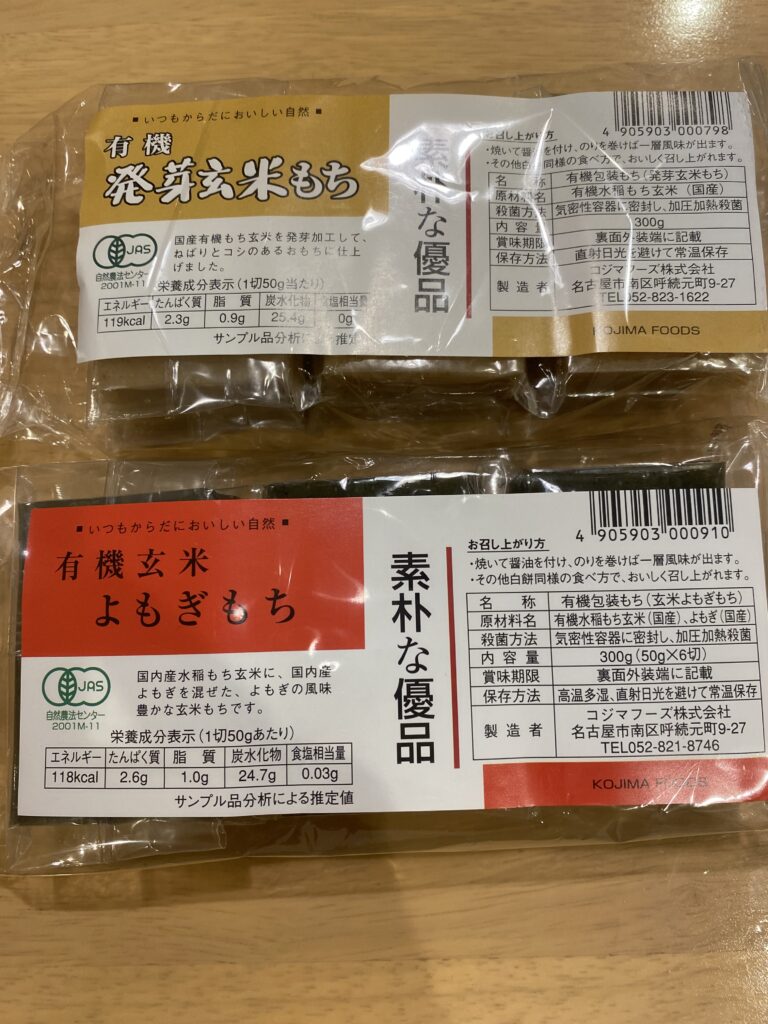 ■ いつもからだにおいしい自然 ■
有機
発芽玄米もち
JAS
自然農法センター
2001M-11
国産有機もち玄米を発芽加工して、
ねばりとコシのあるおもちに仕上
げました。
栄養成分表示(1切50g当たり)
エネルギー たんぱく質 脂質 炭水化物 食塩相当量
119kcal 2.3g 0.9g 25.4g 0g
サンプル品分析による推定
素朴な優品
4 905903 000798
お召し上がり方
・焼いて醤油を付け、のりを巻けば一層風味が出ます。
・その他白餅同様の食べ方で、おいしく召し上がれます。
名称 有機包装もち(発芽玄米もち)
原材料名 有機水稲もち玄米(国産)
殺菌方法 気密性容器に密封し、加圧加熱殺菌
内容量 300g
賞味期限 裏面外装端に記載
保存方法 直射日光を避けて常温保存
製造者 コジマフーズ株式会社
名古屋市南区呼続元町9-27
TEL052-823-1622
KOJIMA FOODS
■ いつもからだにおいしい自然 ■
有機玄米
よもぎもち
JAS
自然農法センター
2001M-11
国内産水稲もち玄米に、国内産
よもぎを混ぜた、よもぎの風味
豊かな玄米もちです。
栄養成分表示(1切50gあたり)
エネルギー たんぱく質 脂質 炭水化物 食塩相当量
118kcal 2.6g 1.0g 24.7g 0.03g
サンプル品分析による推定値
素朴な優品
4 905903 000910
お召し上がり方
・焼いて醤油を付け、のりを巻けば一層風味が出ます。
・その他白餅同様の食べ方で、おいしく召し上がれます。
名称 有機包装もち(玄米よもぎもち)
原材料名 有機水稲もち玄米(国産)、よもぎ(国産)
殺菌方法 気密性容器に密封し、加圧加熱殺菌
内容量 300g(50g×6切)
賞味期限 裏面外装端に記載
保存方法 高温多湿、直射日光を避けて常温保存
製造者 コジマフーズ株式会社
名古屋市南区呼続元町9-27
TEL052-821-8746
KOJIMA FOODS